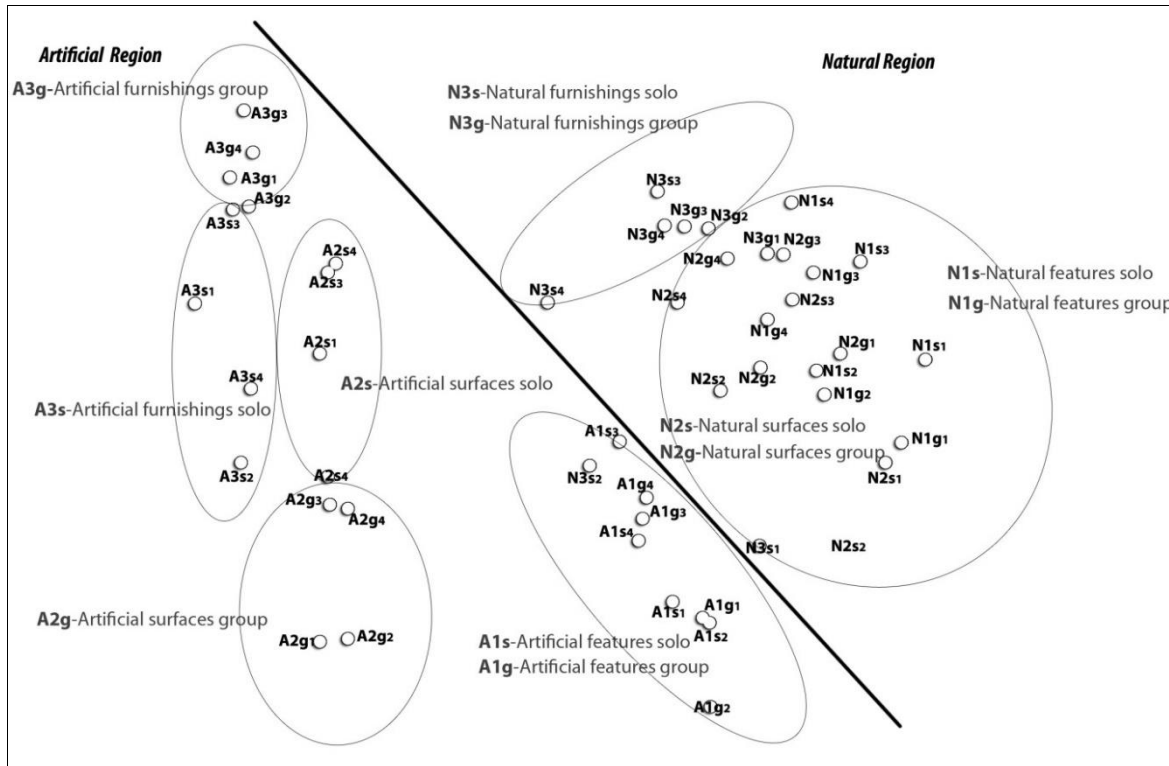 Artificial Region
Natural Region
A3g-Artificial furnishings group
A3g3
A3g4
A3g1
A3g2
A3s3
N3s-Natural furnishings solo
N3g-Natural furnishings group
N3s3
N3g3
N3g2
N3g4
N1s4
N3g1
N2g3
N2g4
N1s3
N1g3
A2s4
A2s3
A3s1
N3s4
N2s4
N2s3
N1s-Natural features solo
N1g-Natural features group
N1g4
A2s1
N2g1
N1s1
N1s2
N2g2
N2s2
N1g2
A3s4
A2s-Artificial surfaces solo
A3s-Artificial furnishings solo
N2s-Natural surfaces solo
N2g-Natural surfaces group
A1s3
N1g1
A3s2
N3s2
N2s1
A2s4
A1g4
A2g3
A2g4
A1g3
A1s4
N3s1
N2s2
A1s1
A1g1
A1s2
A2g-Artificial surfaces group
A2g1
A2g2
A1s-Artificial features solo
A1g-Artificial features group
A1g2